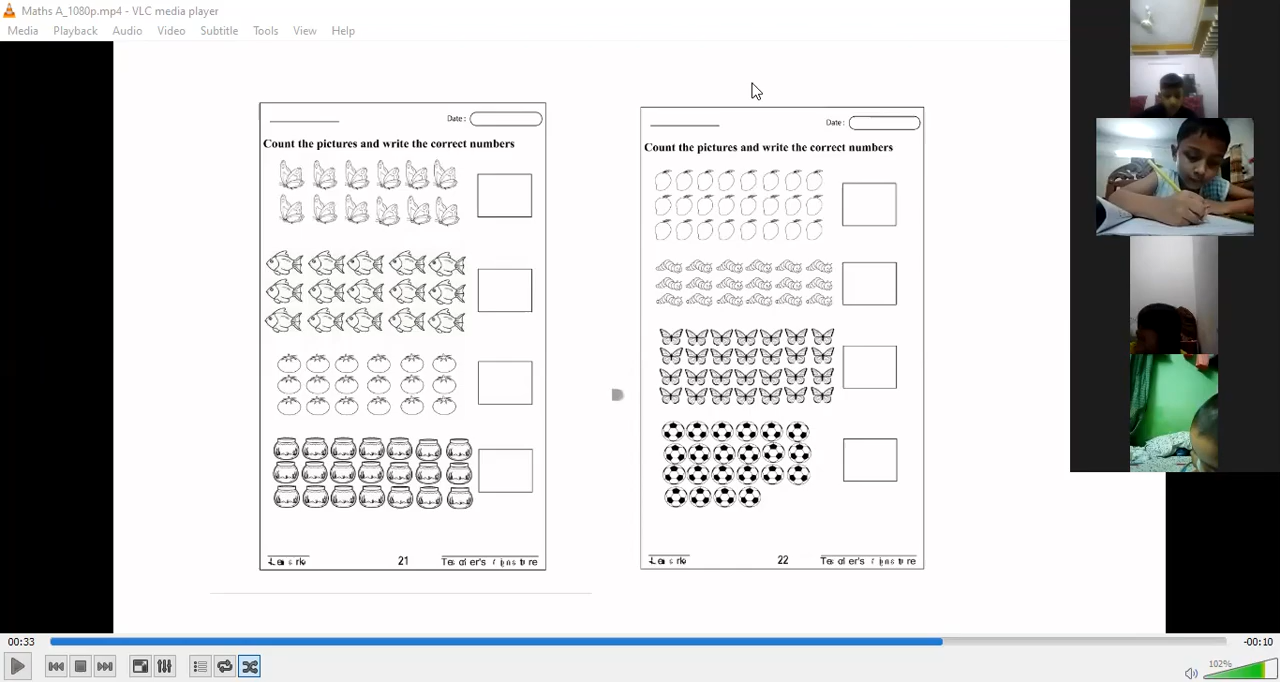 Maths A_1080p.mp4 - VLC media player
Media Playback Audio Video Subtitle Tools View Help
Date :
Count the pictures and write the correct numbers
21
Date :
Count the pictures and write the correct numbers
22
00:33
-00:10
102%